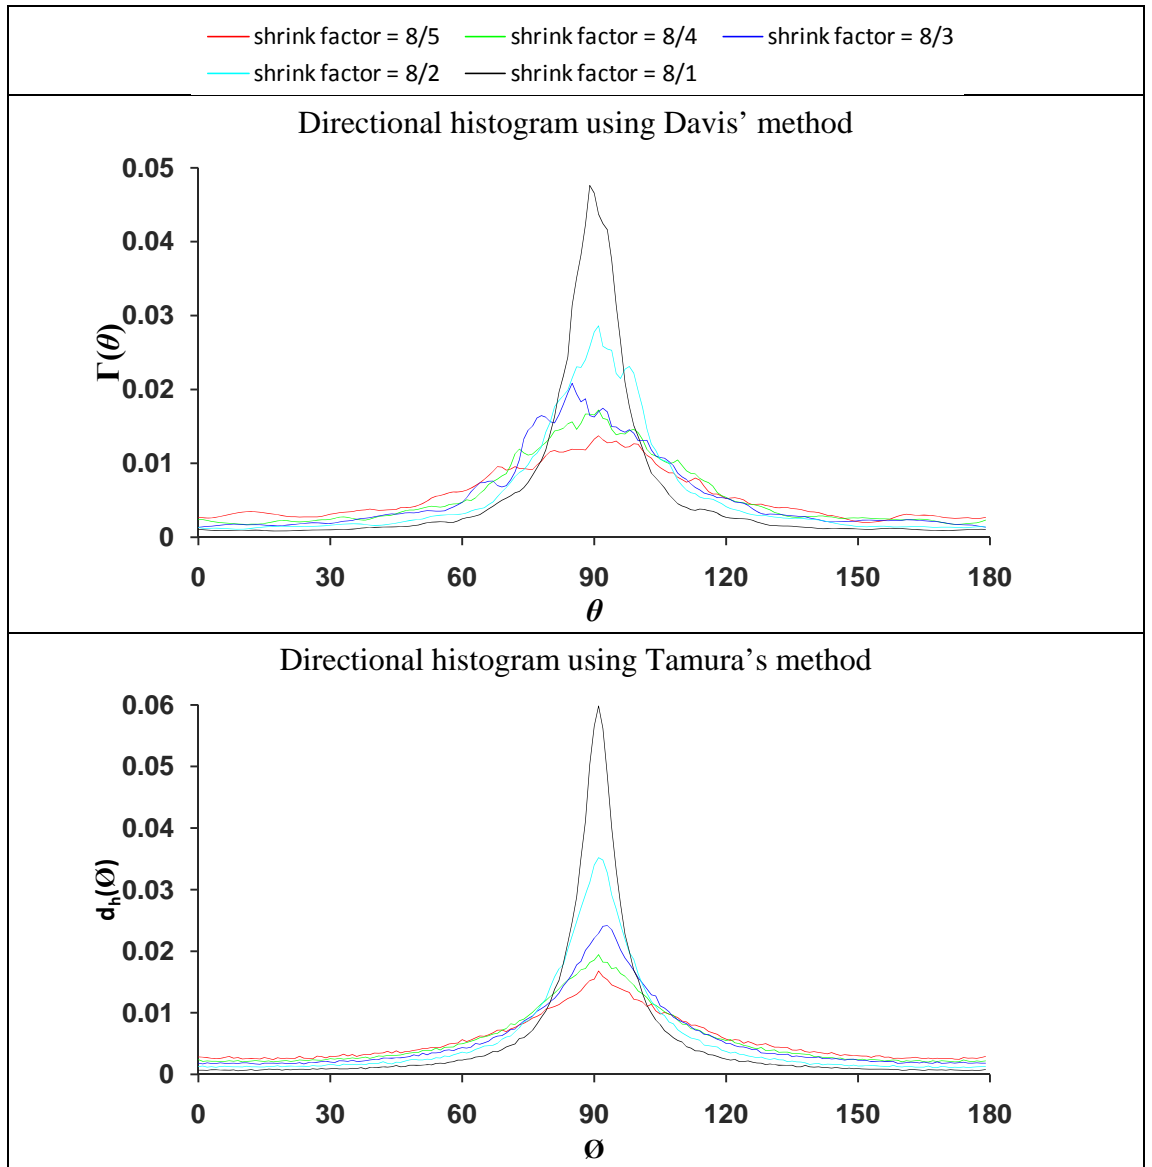 shrink factor = 8/5 shrink factor = 8/4 shrink factor = 8/3
shrink factor = 8/2 shrink factor = 8/1
Directional histogram using Davis’ method
0.05
0.04
0.03
0.02
0.01
0
Γ(θ)
0 30 60 90 120 150 180
θ
Directional histogram using Tamura’s method
0.06
0.05
0.04
0.03
0.02
0.01
0
dₕ(Ø)
0 30 60 90 120 150 180
Ø